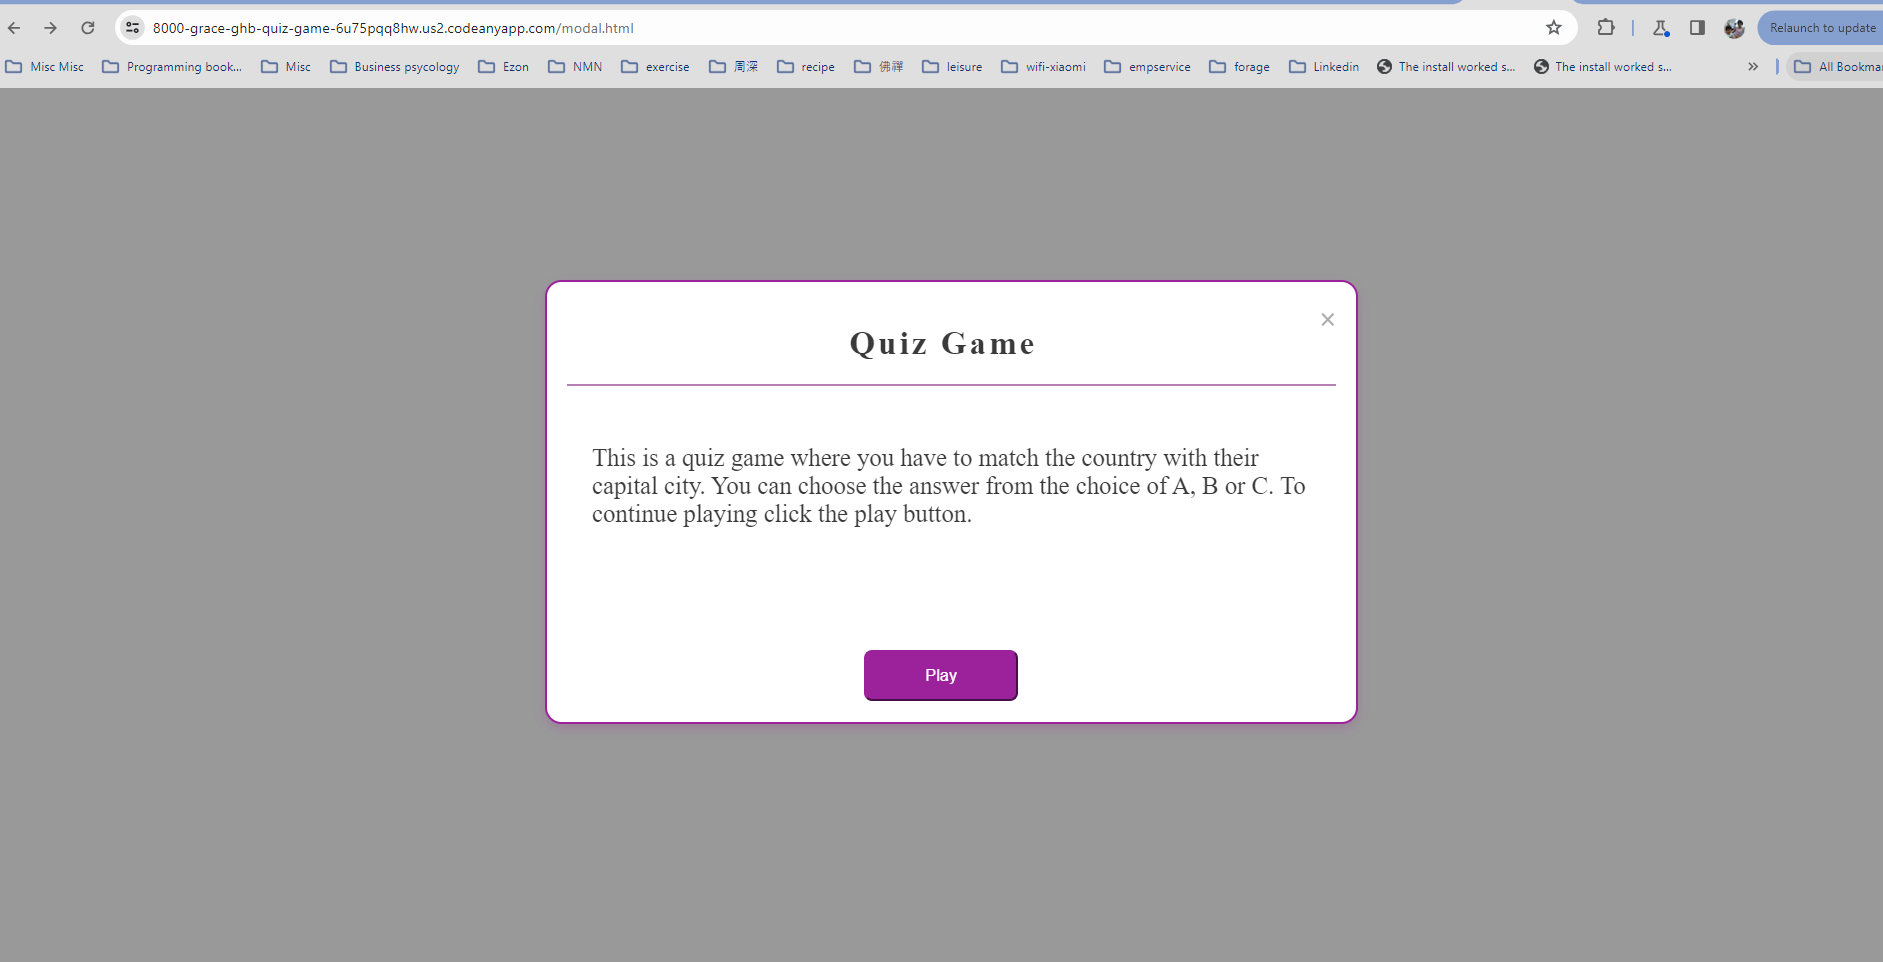 8000-grace-ghb-quiz-game-6u75pqq8hw.us2.codeanyapp.com/modal.html
Relaunch to update
Misc Misc Programming book... Misc Business psycology Ezon NMN exercise 周深 recipe 佛禪 leisure wifi-xiaomi empservice forage Linkedin The install worked s... The install worked s... » All Bookmar
×
Quiz Game
This is a quiz game where you have to match the country with their
capital city. You can choose the answer from the choice of A, B or C. To
continue playing click the play button.
Play